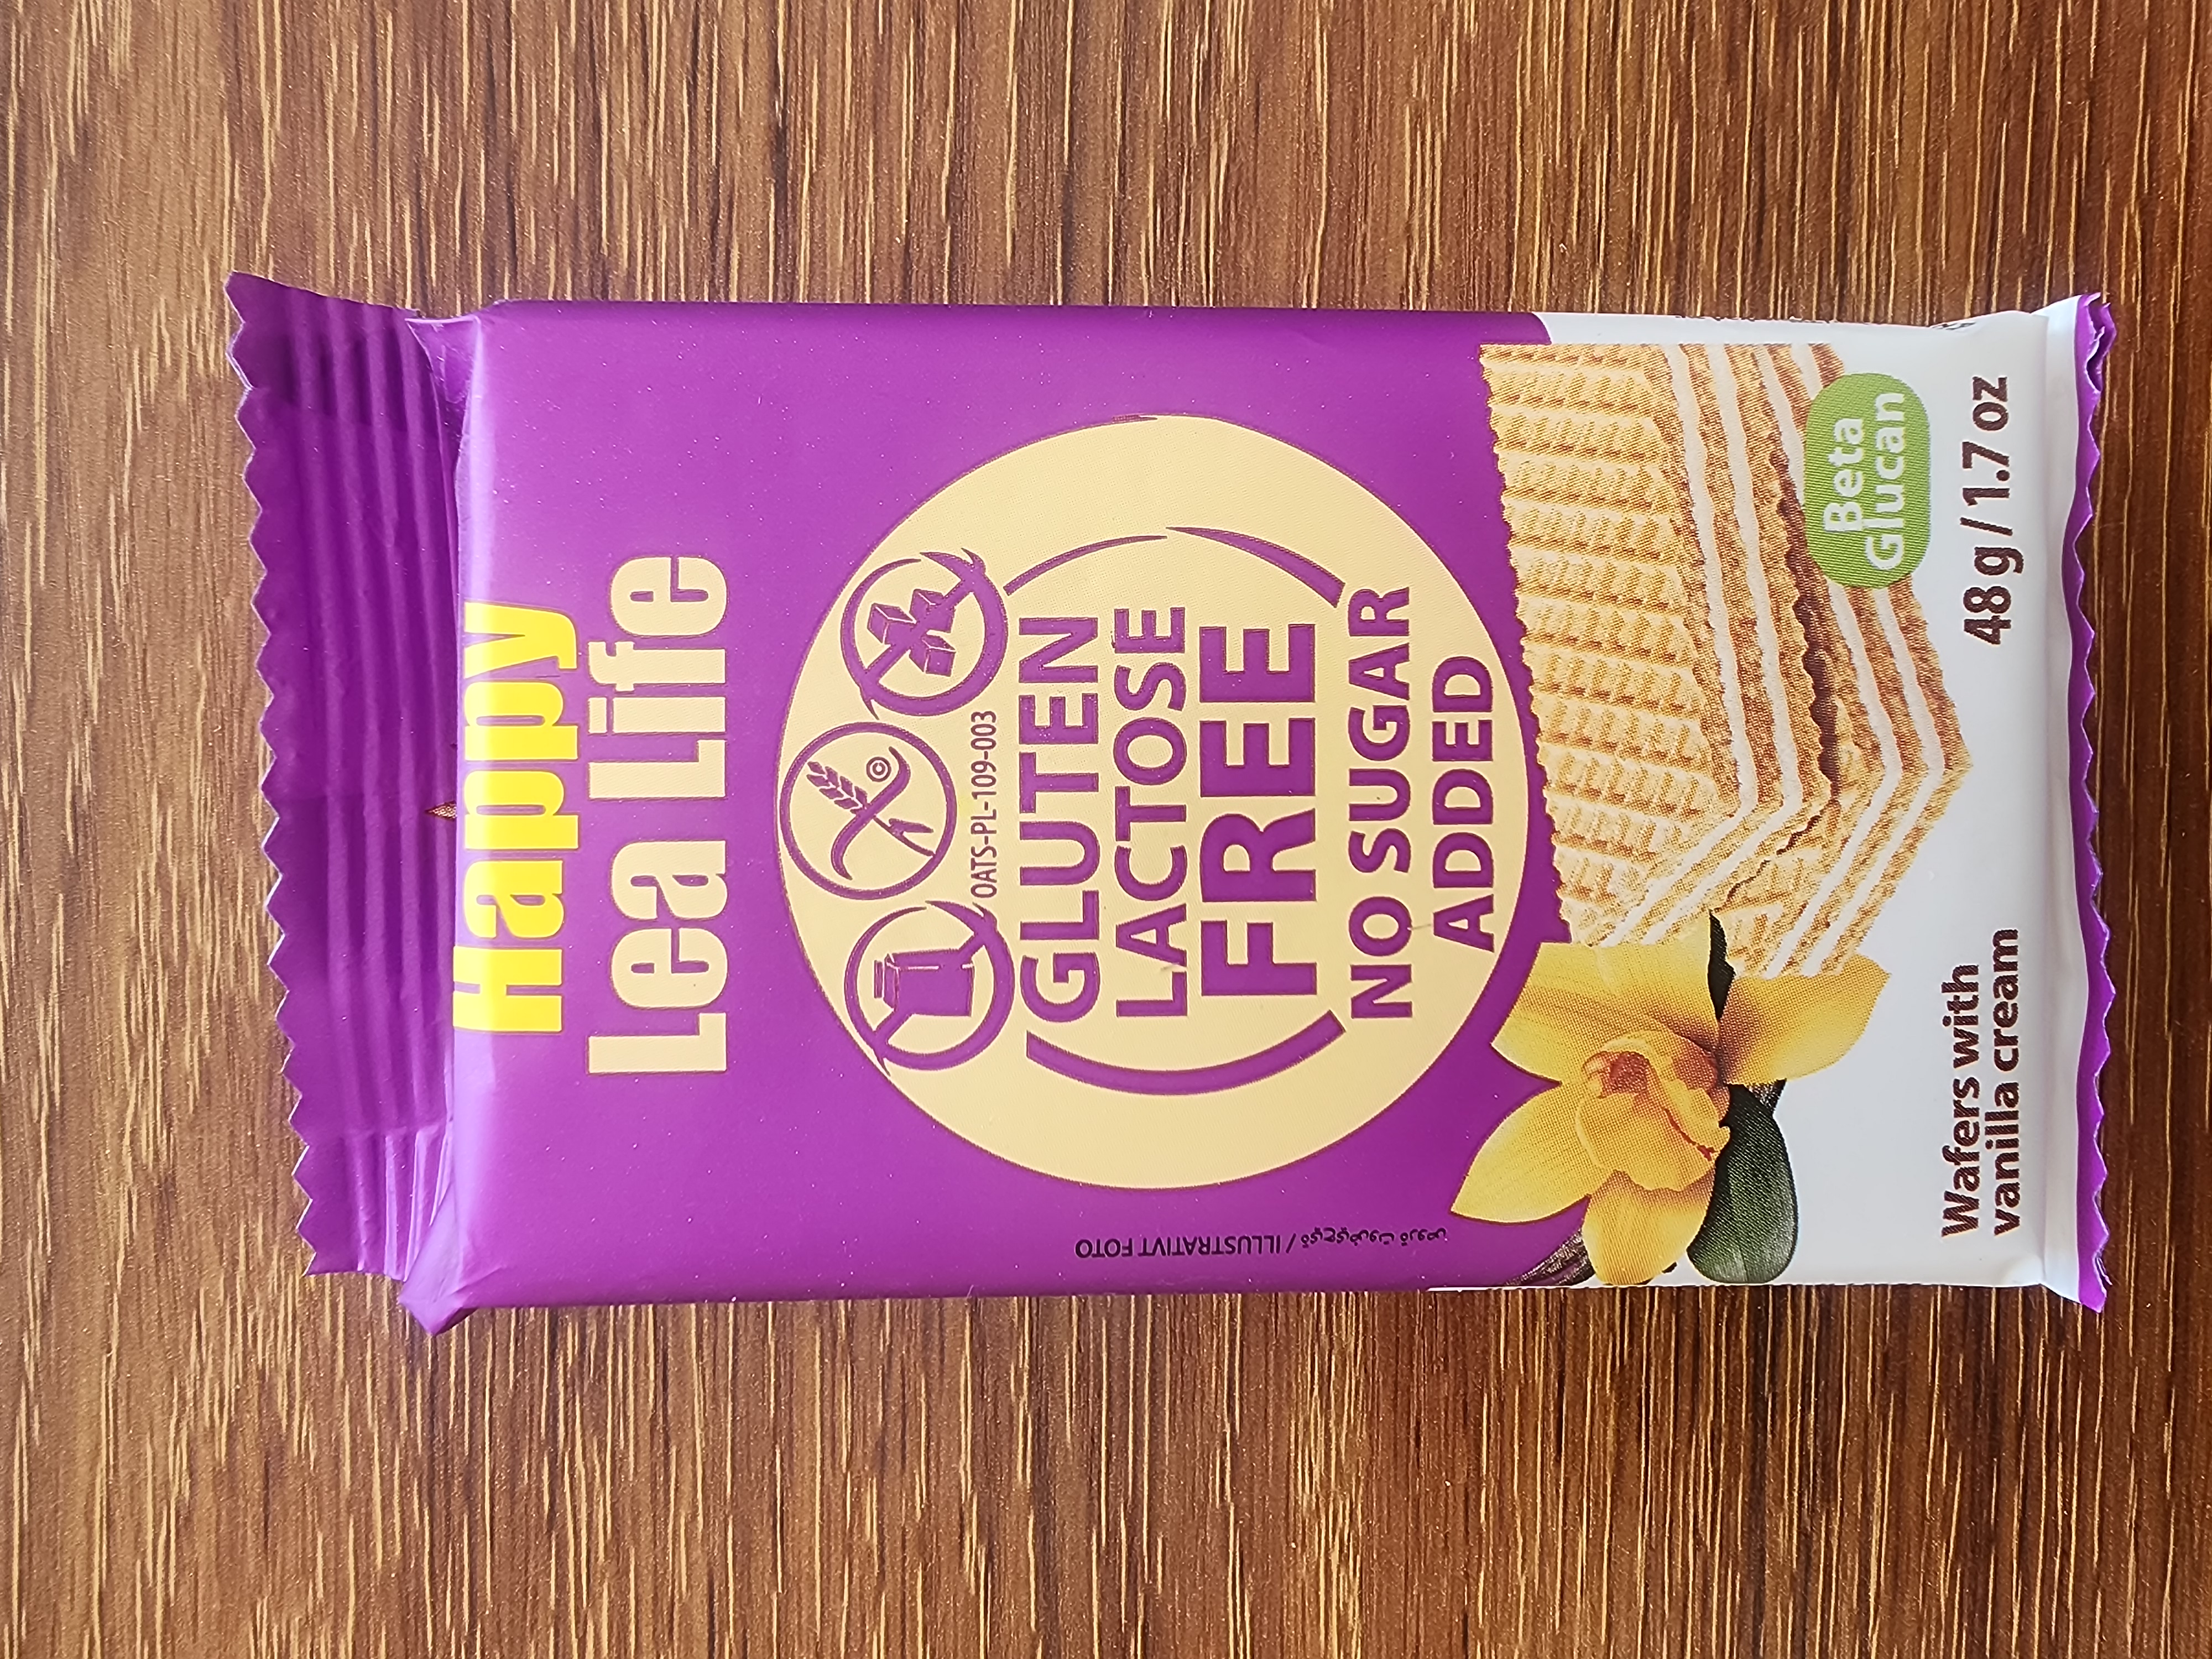 Happy
Lea Life
©
OATS-PL-109-003
GLUTEN
LACTOSE
FREE
NO SUGAR
ADDED
ILLUSTRATIVT FOTO /
Beta
Glucan
Wafers with
vanilla cream
48 g / 1.7 oz